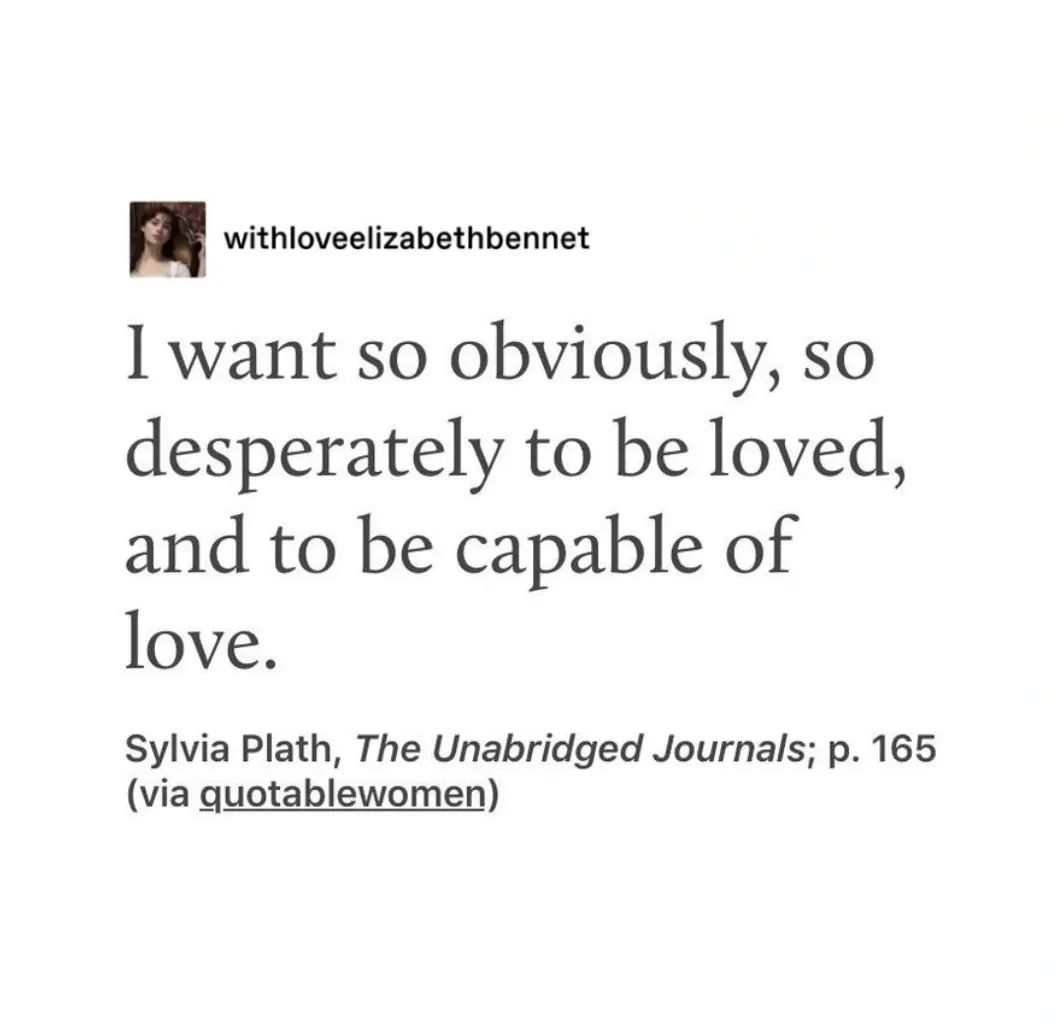 withloveelizabethbennet
I want so obviously, so
desperately to be loved,
and to be capable of
love.
Sylvia Plath, The Unabridged Journals; p. 165
(via quotablewomen)